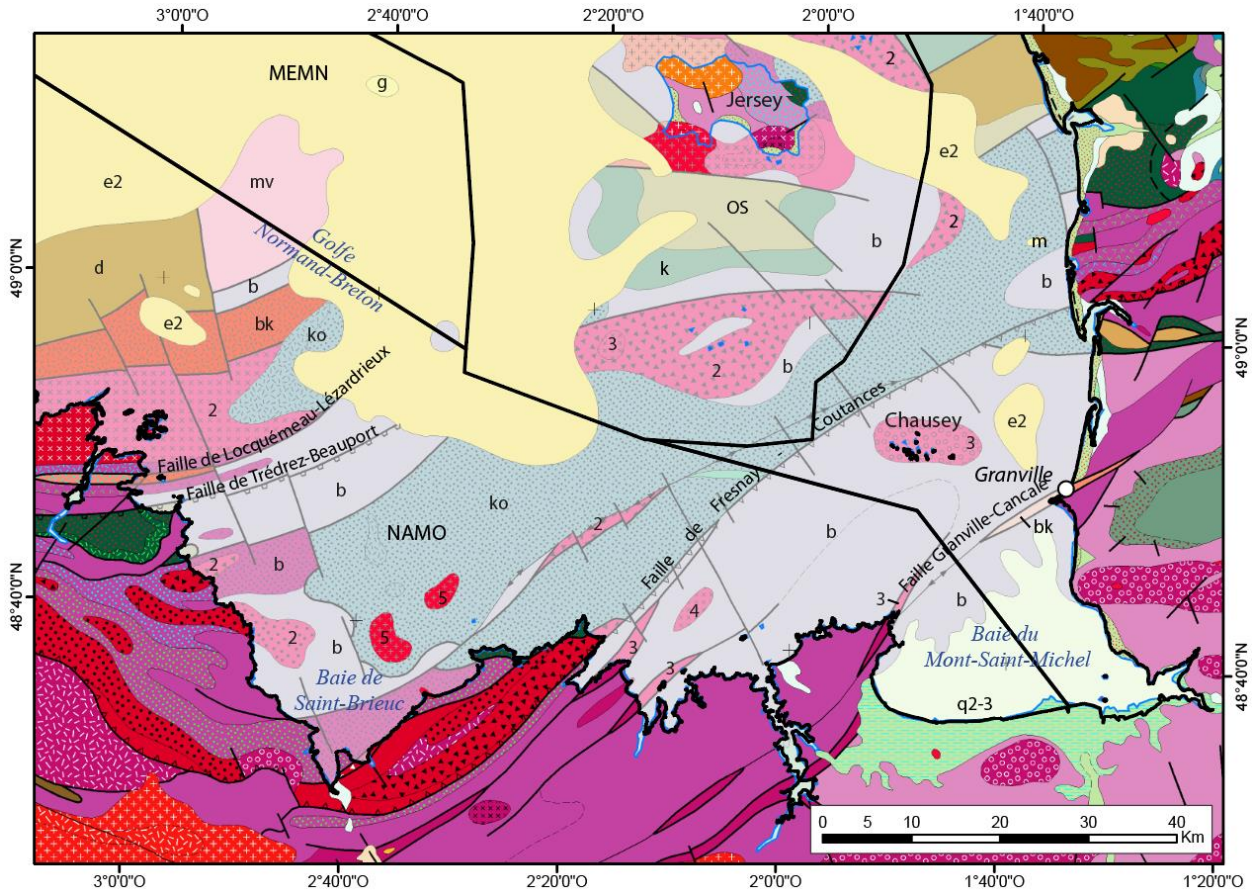 3°0'0"O 2°40'0"O 2°20'0"O 2°0'0"O 1°40'0"O
MEMN
g
2
Jersey
e2
e2
mv
OS
2
Golfe
Normand-Breton
49°0'0"N
d
b
k
b
m
b
e2
bk
ko
3
2
b
49°0'0"N
2
Faille de Locquémeau-Lézardrieux
Coutances
Chausey
3
e2
Faille de Trédrez-Beauport
b
ko
Granville
2
Fresnay
de
Faille
NAMO
b
bk
Faille Granville-Cancale
2
b
48°40'0"N
5
4
3
b
2
b
5
3
3
Baie du
Mont-Saint-Michel
Baie de
Saint-Brieuc
48°40'0"N
q2-3
0 5 10 20 30 40
Km
3°0'0"O 2°40'0"O 2°20'0"O 2°0'0"O 1°40'0"O 1°20'0"O